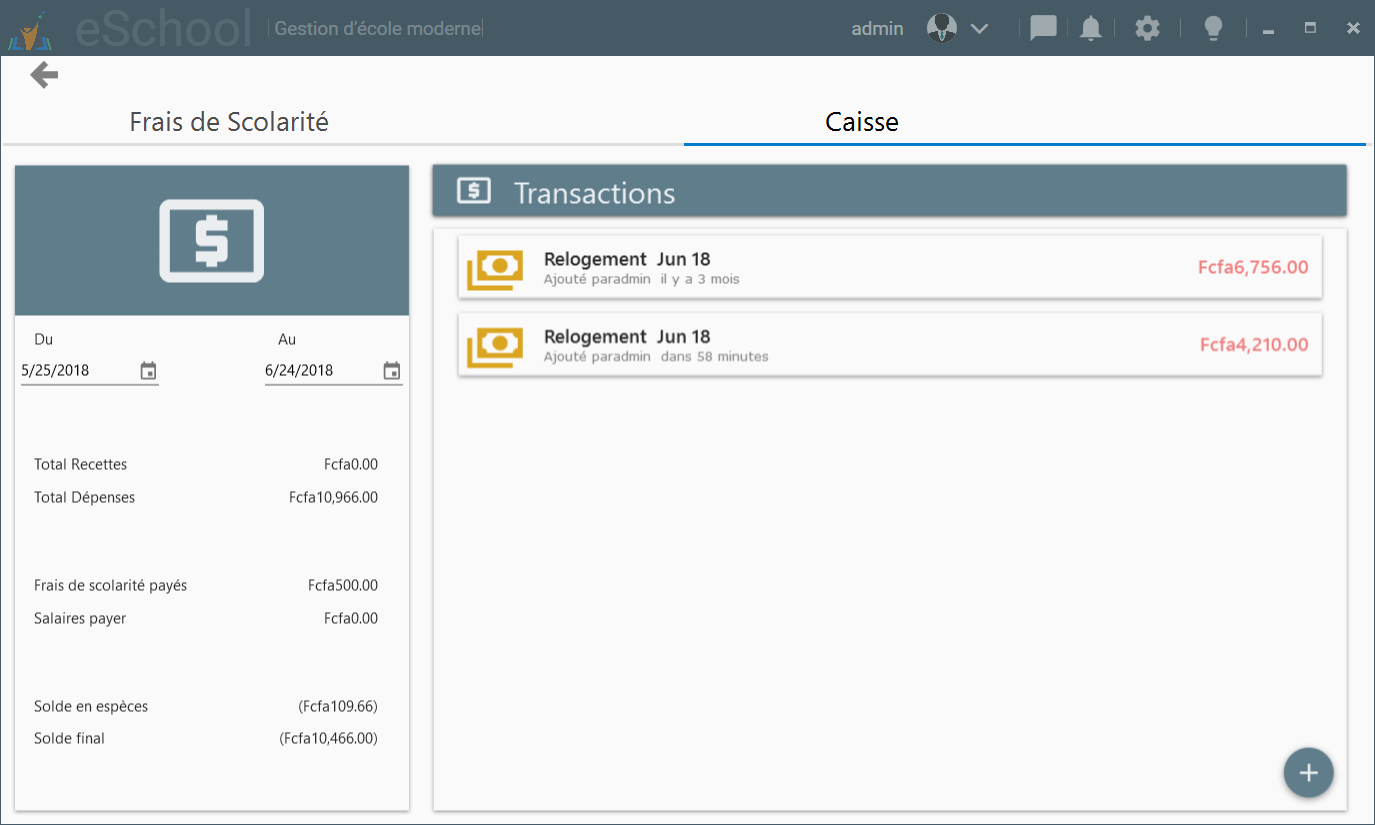 eSchool Gestion d'école moderne admin
Frais de Scolarité Caisse
Transactions
Du Au
5/25/2018 6/24/2018
Total Recettes Fcfa0.00
Total Dépenses Fcfa10,966.00
Frais de scolarité payés Fcfa500.00
Salaires payer Fcfa0.00
Solde en espèces (Fcfa109.66)
Solde final (Fcfa10,466.00)
Relogement Jun 18
Ajouté paradmin il y a 3 mois
Fcfa6,756.00
Relogement Jun 18
Ajouté paradmin dans 58 minutes
Fcfa4,210.00